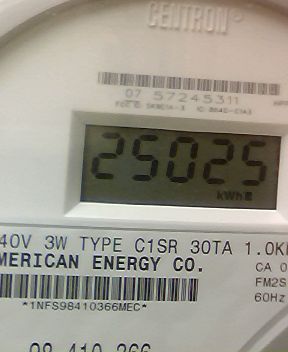 CENTRON®
07 57245311
25025
kWh
40V 3W TYPE C1SR 30TA 1.0K
MERICAN ENERGY CO.
CA 0
FM2S
60Hz
*1NFS98410366MEC*
09 410 366